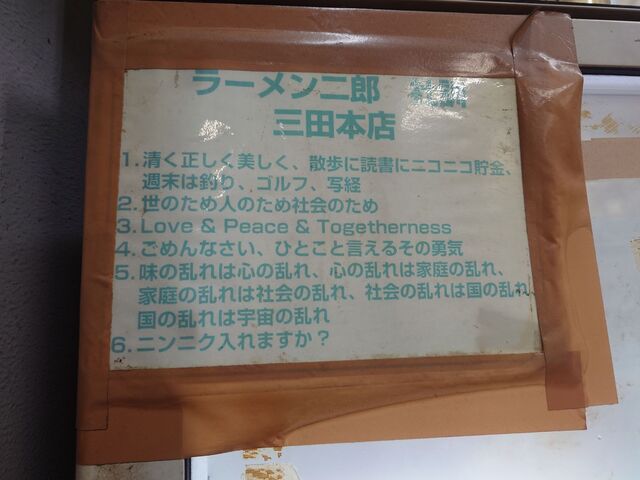 ラーメン二郎 社訓
三田本店
1.清く正しく美しく、散歩に読書にニコニコ貯金、
週末は釣り、ゴルフ、写経
2.世のため人のため社会のため
3.Love & Peace & Togetherness
4.ごめんなさい、ひとこと言えるその勇気
5.味の乱れは心の乱れ、心の乱れは家庭の乱れ、
家庭の乱れは社会の乱れ、社会の乱れは国の乱れ、
国の乱れは宇宙の乱れ
6.ニンニク入れますか？